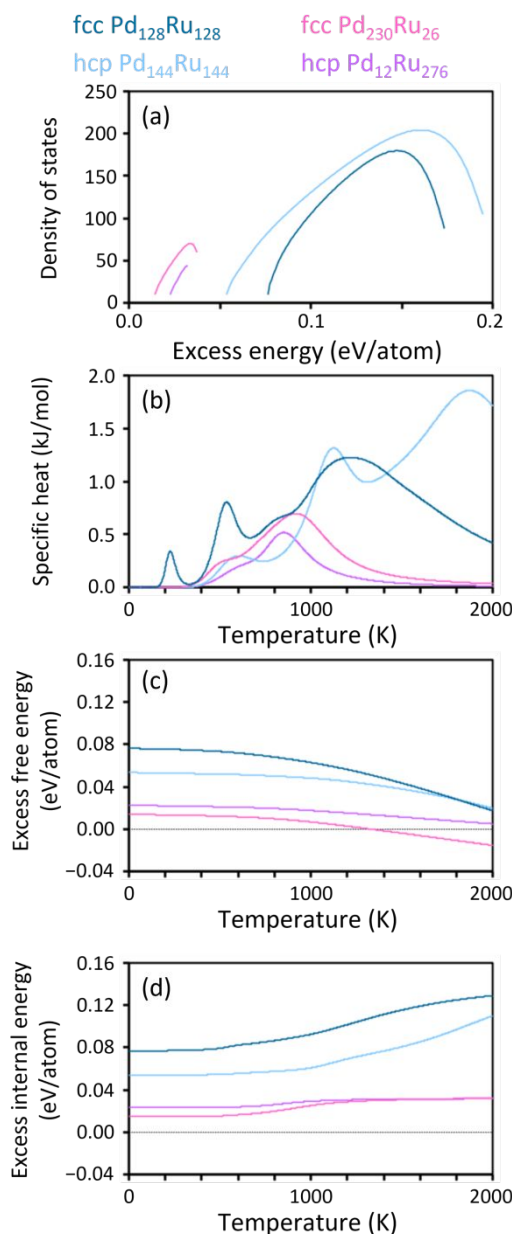 fcc Pd₁₂₈Ru₁₂₈ fcc Pd₂₃₀Ru₂₆
hcp Pd₁₄₄Ru₁₄₄ hcp Pd₁₂Ru₂₇₆
(a)
Density of states
250
200
150
100
50
0
0.0 0.1 0.2
Excess energy (eV/atom)
(b)
Specific heat (kJ/mol)
2.0
1.5
1.0
0.5
0.0
0 1000 2000
Temperature (K)
(c)
Excess free energy
(eV/atom)
0.16
0.12
0.08
0.04
0.00
−0.04
0 1000 2000
Temperature (K)
(d)
Excess internal energy
(eV/atom)
0.16
0.12
0.08
0.04
0.00
−0.04
0 1000 2000
Temperature (K)